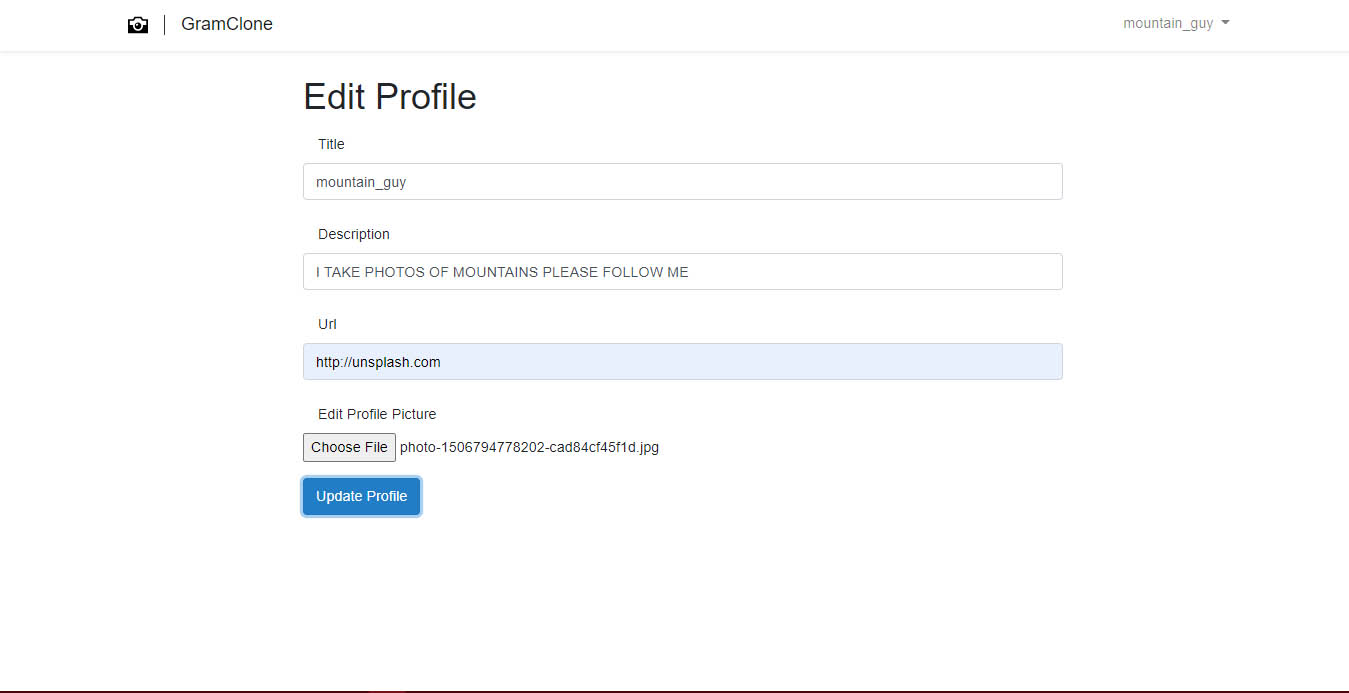 GramClone
mountain_guy
Edit Profile
Title
mountain_guy
Description
I TAKE PHOTOS OF MOUNTAINS PLEASE FOLLOW ME
Url
http://unsplash.com
Edit Profile Picture
Choose File photo-1506794778202-cad84cf45f1d.jpg
Update Profile